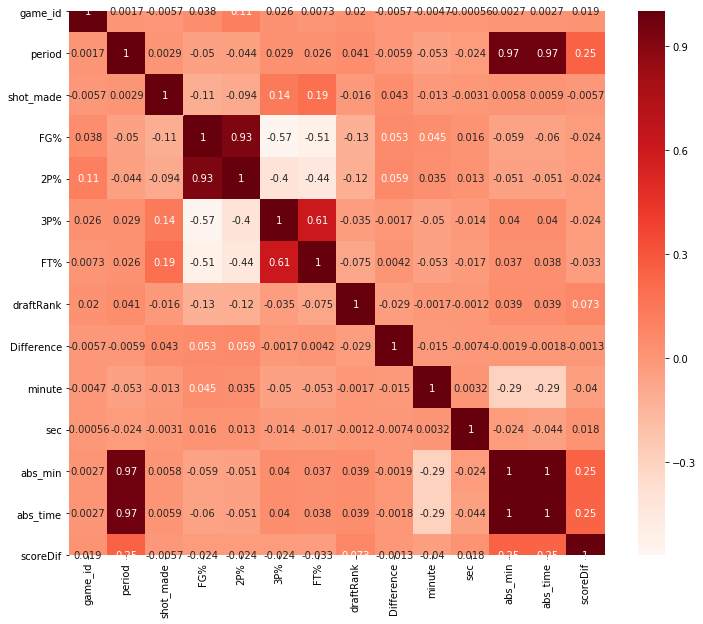 game_id 1 0.0017 -0.0057 0.038 0.11 0.026 0.0073 0.02 -0.0057 -0.0047 -0.00056 0.0027 0.0027 0.019
period 0.0017 1 0.0029 -0.05 -0.044 0.029 0.026 0.041 -0.0059 -0.053 -0.024 0.97 0.97 0.25
shot_made -0.0057 0.0029 1 -0.11 -0.094 0.14 0.19 -0.016 0.043 -0.013 -0.0031 0.0058 0.0059 -0.0057
FG% 0.038 -0.05 -0.11 1 0.93 -0.57 -0.51 -0.13 0.053 0.045 0.016 -0.059 -0.06 -0.024
2P% 0.11 -0.044 -0.094 0.93 1 -0.4 -0.44 -0.12 0.059 0.035 0.013 -0.051 -0.051 -0.024
3P% 0.026 0.029 0.14 -0.57 -0.4 1 0.61 -0.035 -0.0017 -0.05 -0.014 0.04 0.04 -0.024
FT% 0.0073 0.026 0.19 -0.51 -0.44 0.61 1 -0.075 0.0042 -0.053 -0.017 0.037 0.038 -0.033
draftRank 0.02 0.041 -0.016 -0.13 -0.12 -0.035 -0.075 1 -0.029 -0.0017 -0.0012 0.039 0.039 0.073
Difference -0.0057 -0.0059 0.043 0.053 0.059 -0.0017 0.0042 -0.029 1 -0.015 -0.0074 -0.0019 -0.0018 -0.0013
minute -0.0047 -0.053 -0.013 0.045 0.035 -0.05 -0.053 -0.0017 -0.015 1 0.0032 -0.29 -0.29 -0.04
sec -0.00056 -0.024 -0.0031 0.016 0.013 -0.014 -0.017 -0.0012 -0.0074 0.0032 1 -0.024 -0.044 0.018
abs_min 0.0027 0.97 0.0058 -0.059 -0.051 0.04 0.037 0.039 -0.0019 -0.29 -0.024 1 1 0.25
abs_time 0.0027 0.97 0.0059 -0.06 -0.051 0.04 0.038 0.039 -0.0018 -0.29 -0.044 1 1 0.25
scoreDif 0.019 0.25 -0.0057 -0.024 -0.024 -0.024 -0.033 0.073 -0.0013 -0.04 0.018 0.25 0.25 1
game_id period shot_made FG% 2P% 3P% FT% draftRank Difference minute sec abs_min abs_time scoreDif
0.9
0.6
0.3
0.0
-0.3